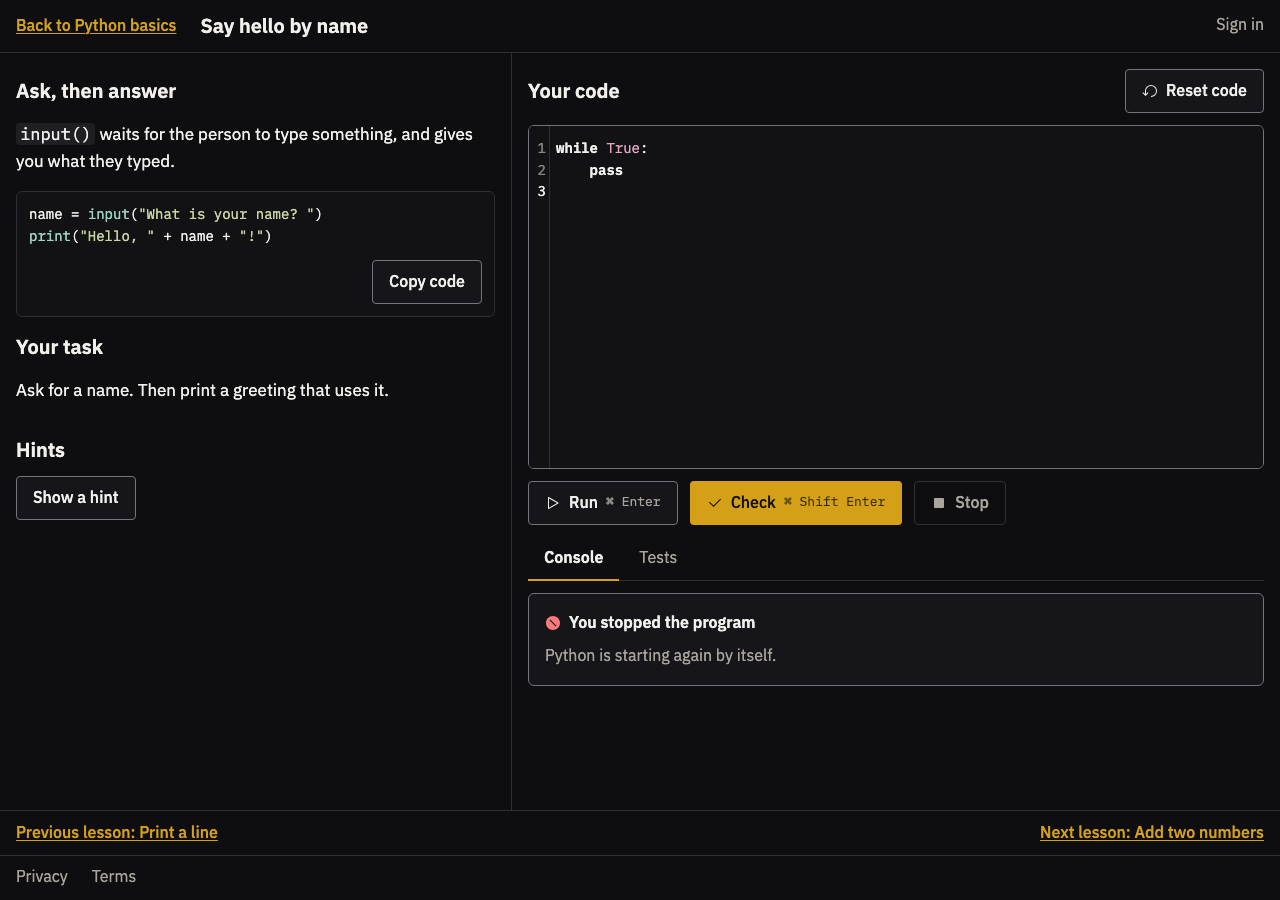 Back to Python basics
Say hello by name
Sign in
Ask, then answer
input() waits for the person to type something, and gives
you what they typed.
name = input("What is your name? ")
print("Hello, " + name + "!")
Copy code
Your task
Ask for a name. Then print a greeting that uses it.
Hints
Show a hint
Your code
Reset code
1 while True:
2     pass
3
Run ⌘ Enter
Check ⌘ Shift Enter
Stop
Console
Tests
You stopped the program
Python is starting again by itself.
Previous lesson: Print a line
Next lesson: Add two numbers
Privacy
Terms